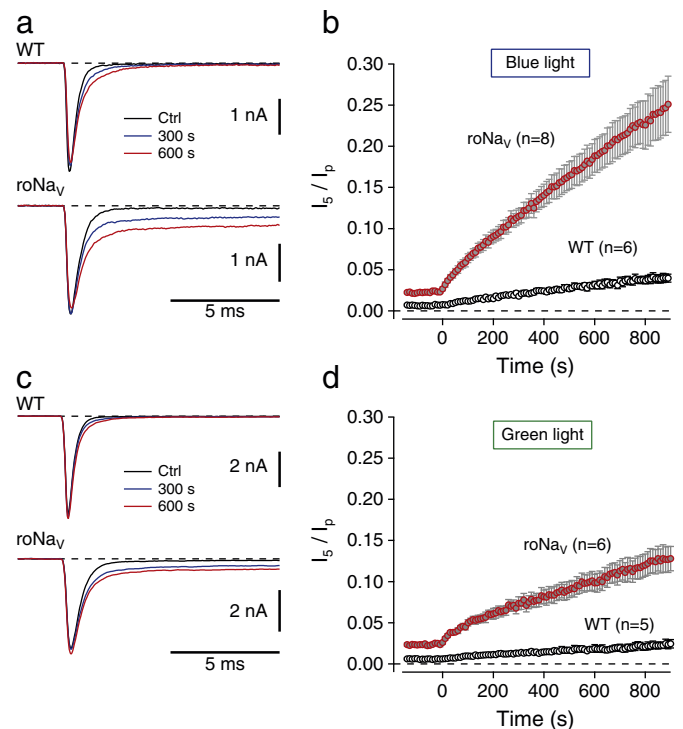 a
WT
Ctrl
300 s
600 s
1 nA
roNaV
1 nA
5 ms
b
Blue light
0.30
0.25
0.20
0.15
0.10
0.05
0.00
I5 / Ip
roNaV (n=8)
WT (n=6)
0 200 400 600 800
Time (s)
c
WT
Ctrl
300 s
600 s
2 nA
roNaV
2 nA
5 ms
d
Green light
0.30
0.25
0.20
0.15
0.10
0.05
0.00
I5 / Ip
roNaV (n=6)
WT (n=5)
0 200 400 600 800
Time (s)